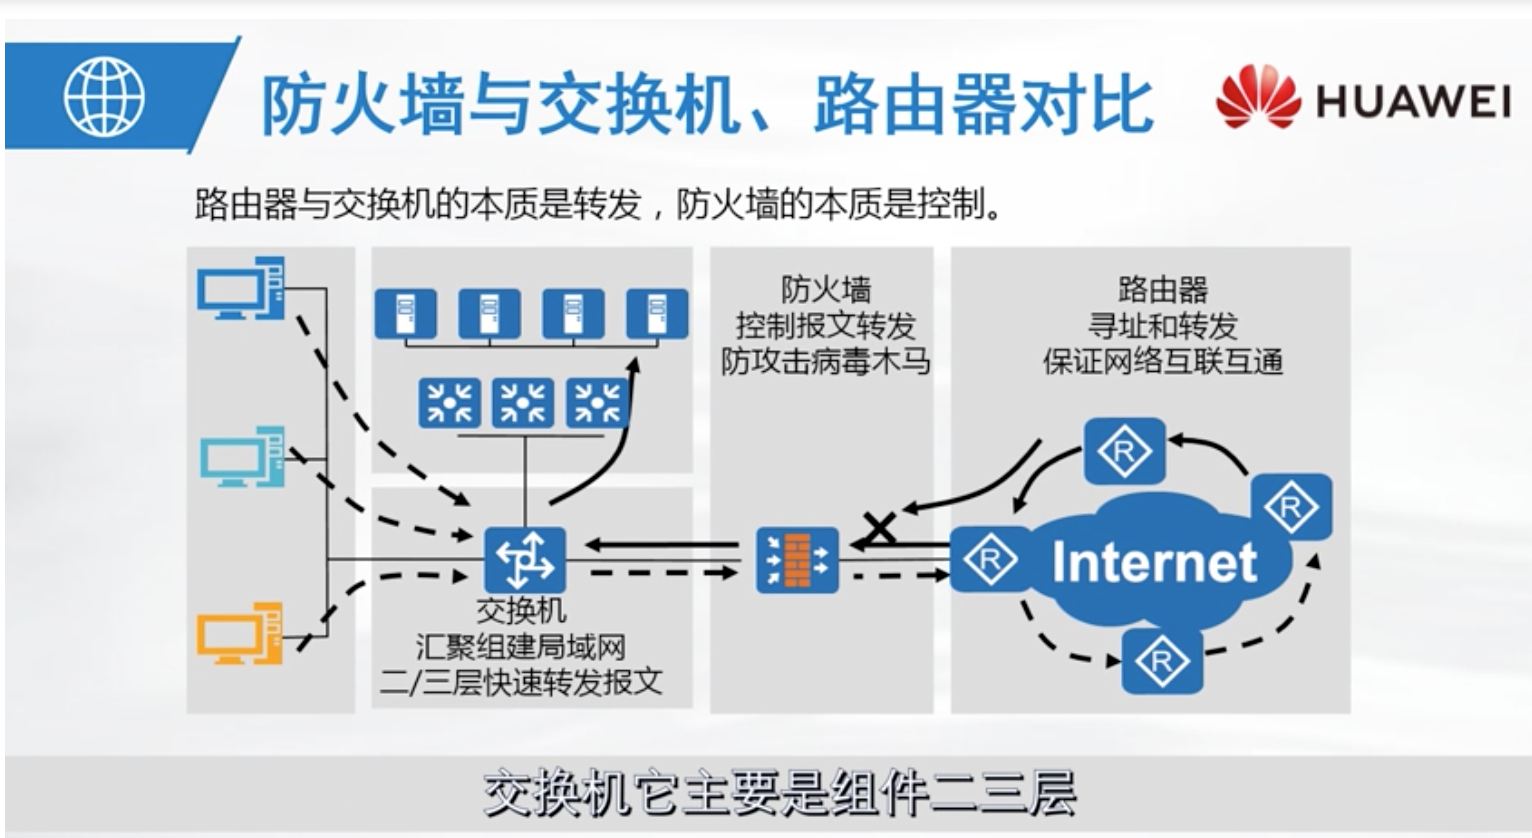 防火墙与交换机、路由器对比
HUAWEI
路由器与交换机的本质是转发，防火墙的本质是控制。
防火墙
控制报文转发
防攻击病毒木马
路由器
寻址和转发
保证网络互联互通
R
R
R
Internet
R
交换机
汇聚组建局域网
二/三层快速转发报文
交换机它主要是组件二三层